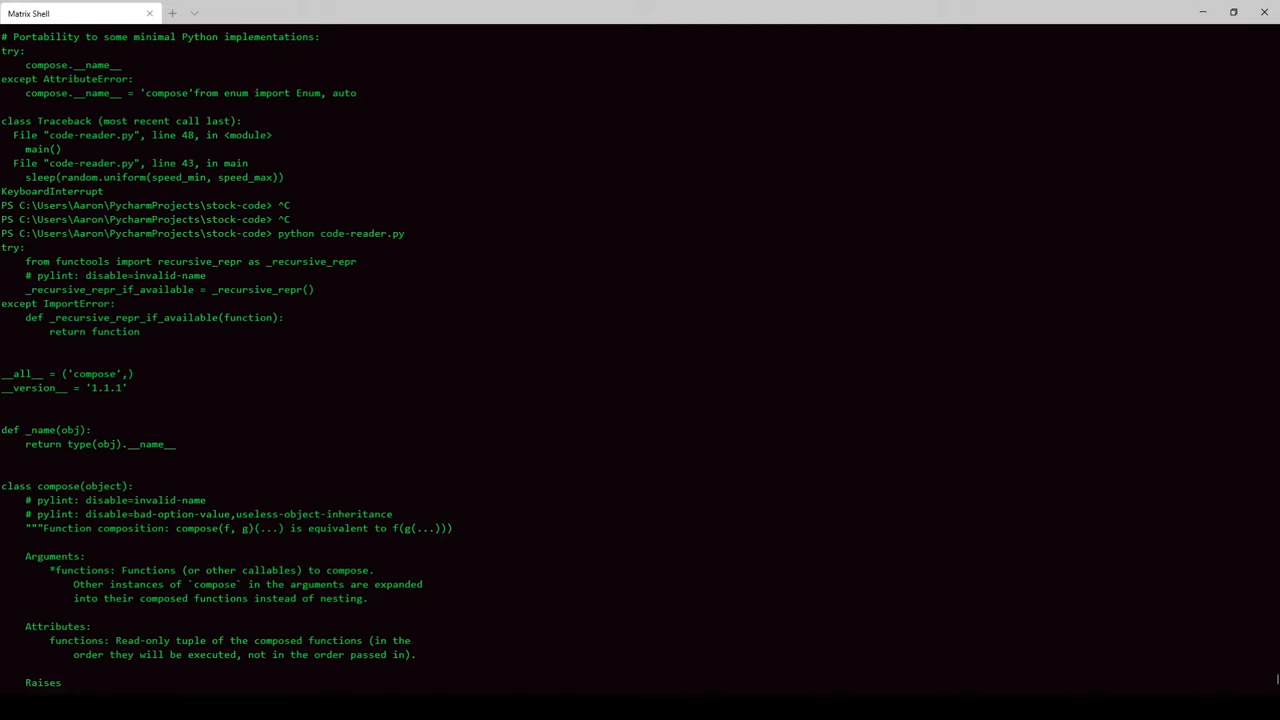 Matrix Shell
# Portability to some minimal Python implementations:
try:
    compose.__name__
except AttributeError:
    compose.__name__ = 'compose'from enum import Enum, auto

class Traceback (most recent call last):
  File "code-reader.py", line 48, in <module>
    main()
  File "code-reader.py", line 43, in main
    sleep(random.uniform(speed_min, speed_max))
KeyboardInterrupt
PS C:\Users\Aaron\PycharmProjects\stock-code> ^C
PS C:\Users\Aaron\PycharmProjects\stock-code> ^C
PS C:\Users\Aaron\PycharmProjects\stock-code> python code-reader.py
try:
    from functools import recursive_repr as _recursive_repr
    # pylint: disable=invalid-name
    _recursive_repr_if_available = _recursive_repr()
except ImportError:
    def _recursive_repr_if_available(function):
        return function


__all__ = ('compose',)
__version__ = '1.1.1'


def _name(obj):
    return type(obj).__name__


class compose(object):
    # pylint: disable=invalid-name
    # pylint: disable=bad-option-value,useless-object-inheritance
    """Function composition: compose(f, g)(...) is equivalent to f(g(...)))

    Arguments:
        *functions: Functions (or other callables) to compose.
            Other instances of `compose` in the arguments are expanded
            into their composed functions instead of nesting.

    Attributes:
        functions: Read-only tuple of the composed functions (in the
            order they will be executed, not in the order passed in).

    Raises